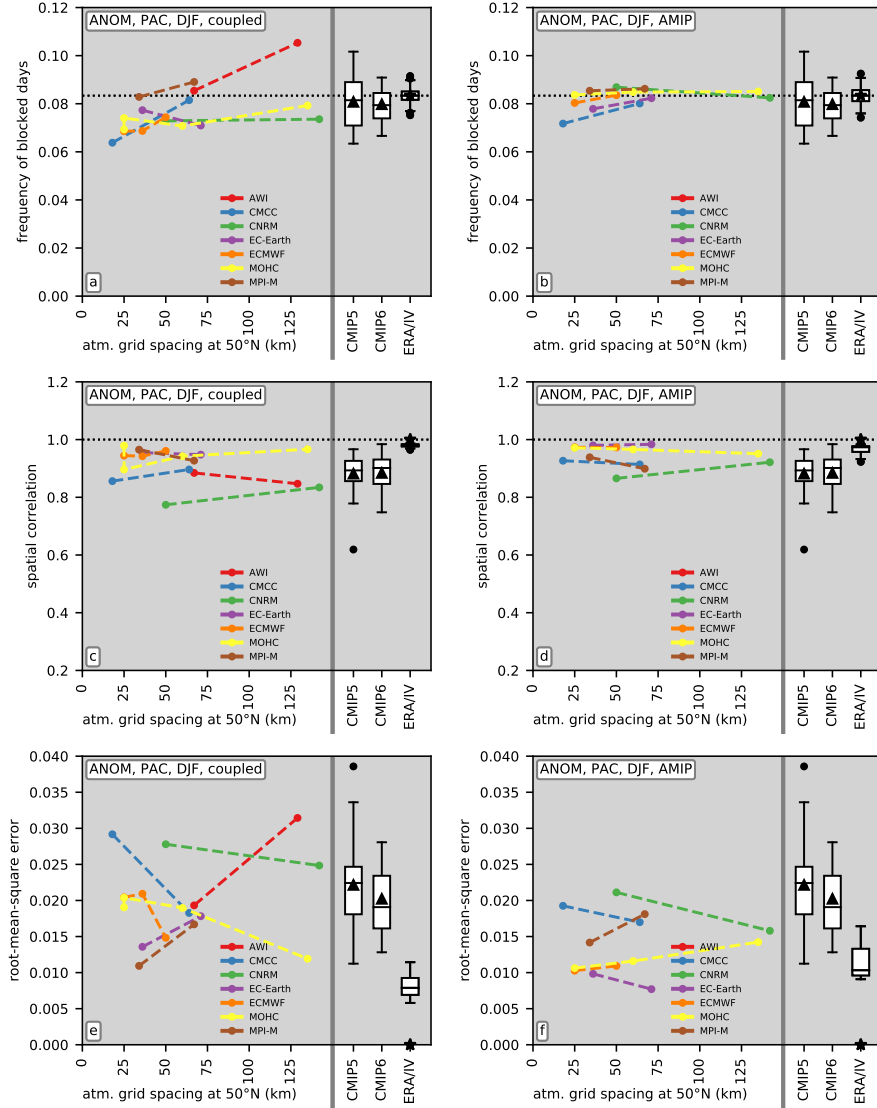 ANOM, PAC, DJF, coupled
frequency of blocked days
0.12
0.10
0.08
0.06
0.04
0.02
0.00
AWI
CMCC
CNRM
EC-Earth
ECMWF
MOHC
MPI-M
a
0
25
50
75
100
125
CMIP5
CMIP6
ERA/IV
atm. grid spacing at 50°N (km)
ANOM, PAC, DJF, AMIP
frequency of blocked days
0.12
0.10
0.08
0.06
0.04
0.02
0.00
AWI
CMCC
CNRM
EC-Earth
ECMWF
MOHC
MPI-M
b
0
25
50
75
100
125
CMIP5
CMIP6
ERA/IV
atm. grid spacing at 50°N (km)
ANOM, PAC, DJF, coupled
spatial correlation
1.2
1.0
0.8
0.6
0.4
0.2
AWI
CMCC
CNRM
EC-Earth
ECMWF
MOHC
MPI-M
c
0
25
50
75
100
125
CMIP5
CMIP6
ERA/IV
atm. grid spacing at 50°N (km)
ANOM, PAC, DJF, AMIP
spatial correlation
1.2
1.0
0.8
0.6
0.4
0.2
AWI
CMCC
CNRM
EC-Earth
ECMWF
MOHC
MPI-M
d
0
25
50
75
100
125
CMIP5
CMIP6
ERA/IV
atm. grid spacing at 50°N (km)
ANOM, PAC, DJF, coupled
root-mean-square error
0.040
0.035
0.030
0.025
0.020
0.015
0.010
0.005
0.000
AWI
CMCC
CNRM
EC-Earth
ECMWF
MOHC
MPI-M
e
0
25
50
75
100
125
CMIP5
CMIP6
ERA/IV
atm. grid spacing at 50°N (km)
ANOM, PAC, DJF, AMIP
root-mean-square error
0.040
0.035
0.030
0.025
0.020
0.015
0.010
0.005
0.000
AWI
CMCC
CNRM
EC-Earth
ECMWF
MOHC
MPI-M
f
0
25
50
75
100
125
CMIP5
CMIP6
ERA/IV
atm. grid spacing at 50°N (km)